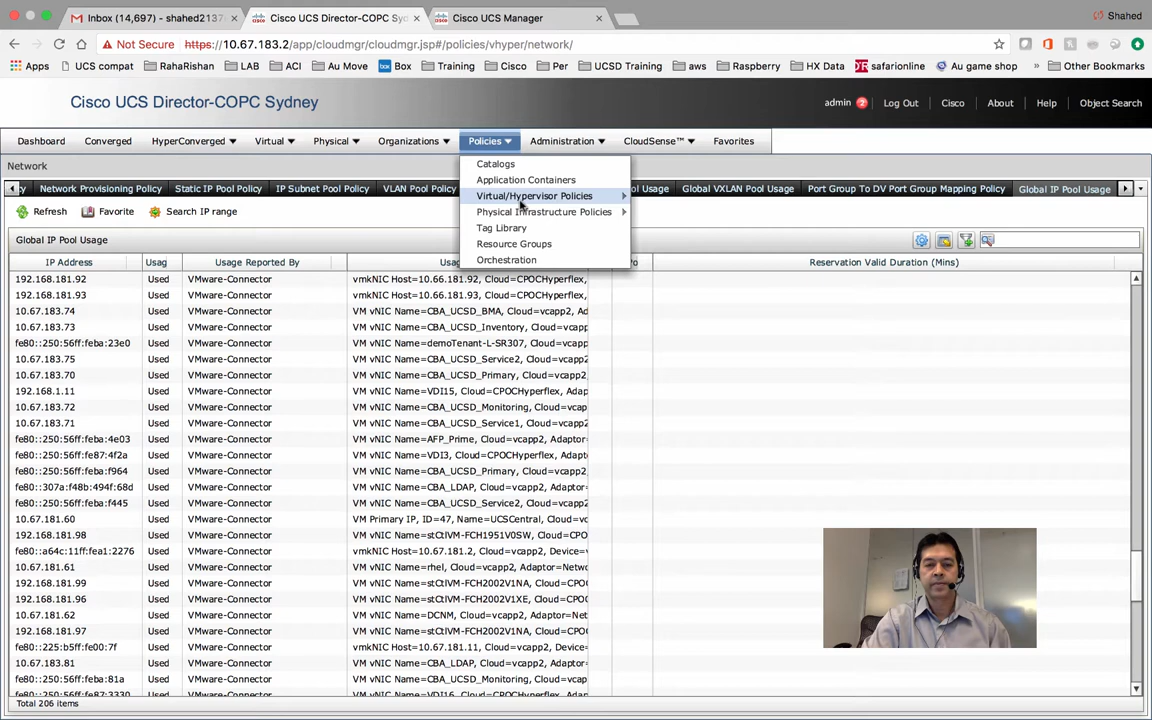 Inbox (14,697) - shahed2137
Cisco UCS Director-COPC Sy
Cisco UCS Manager
Shahed
Not Secure https://10.67.183.2/app/cloudmgr/cloudmgr.jsp#/policies/vhyper/network/
Apps UCS compat RahaRishan LAB ACI Au Move box Box Training Cisco Per UCSD Training aws Raspberry HX Data safarionline Au game shop » Other Bookmarks
Cisco UCS Director-COPC Sydney
admin 2 Log Out Cisco About Help Object Search
Dashboard Converged HyperConverged Virtual Physical Organizations Policies Administration CloudSense™ Favorites
Network
Network Provisioning Policy Static IP Pool Policy IP Subnet Pool Policy VLAN Policy ol Usage Global VXLAN Pool Usage Port Group To DV Port Group Mapping Policy Global IP Pool Usage
Catalogs
Application Containers
Virtual/Hypervisor Policies
Physical Infrastructure Policies
Tag Library
Resource Groups
Orchestration
Refresh Favorite Search IP range
Global IP Pool Usage
IP Address Usag Usage Reported By Usag ro Reservation Valid Duration (Mins)
192.168.181.92 Used VMware-Connector vmkNIC Host=10.66.181.92, Cloud=CPOCHyperflex,
192.168.181.93 Used VMware-Connector vmkNIC Host=10.66.181.93, Cloud=CPOCHyperflex,
10.67.183.74 Used VMware-Connector VM vNIC Name=CBA_UCSD_BMA, Cloud=vcapp2, Ad
10.67.183.73 Used VMware-Connector VM vNIC Name=CBA_UCSD_Inventory, Cloud=vcapp
fe80::250:56ff:feba:23e0 Used VMware-Connector VM vNIC Name=demoTenant-L-SR307, Cloud=vcapp
10.67.183.75 Used VMware-Connector VM vNIC Name=CBA_UCSD_Service2, Cloud=vcapp2
10.67.183.70 Used VMware-Connector VM vNIC Name=CBA_UCSD_Primary, Cloud=vcapp2,
192.168.1.11 Used VMware-Connector VM vNIC Name=VDI15, Cloud=CPOCHyperflex, Adap
10.67.183.72 Used VMware-Connector VM vNIC Name=CBA_UCSD_Monitoring, Cloud=vcap
10.67.183.71 Used VMware-Connector VM vNIC Name=CBA_UCSD_Service1, Cloud=vcapp2
fe80::250:56ff:feba:4e03 Used VMware-Connector VM vNIC Name=AFP_Prime, Cloud=vcapp2, Adaptor=
fe80::250:56ff:fe87:4f2a Used VMware-Connector VM vNIC Name=VDI3, Cloud=CPOCHyperflex, Adapt
fe80::250:56ff:feba:f964 Used VMware-Connector VM vNIC Name=CBA_UCSD_Primary, Cloud=vcapp2,
fe80::307a:f48b:494f:68d Used VMware-Connector VM vNIC Name=CBA_LDAP, Cloud=vcapp2, Adaptor=
fe80::250:56ff:feba:f445 Used VMware-Connector VM vNIC Name=CBA_UCSD_Service2, Cloud=vcapp2
10.67.181.60 Used VMware-Connector VM Primary IP, ID=47, Name=UCSCentral, Cloud=vc
192.168.181.98 Used VMware-Connector VM vNIC Name=stCtlVM-FCH1951V0SW, Cloud=CPO
fe80::a64c:11ff:fea1:2276 Used VMware-Connector vmkNIC Host=10.67.181.2, Cloud=vcapp2, Device=
10.67.181.61 Used VMware-Connector VM vNIC Name=rhel, Cloud=vcapp2, Adaptor=Netwo
192.168.181.99 Used VMware-Connector VM vNIC Name=stCtlVM-FCH2002V1NA, Cloud=CPO
192.168.181.96 Used VMware-Connector VM vNIC Name=stCtlVM-FCH2002V1XE, Cloud=CPO
10.67.181.62 Used VMware-Connector VM vNIC Name=DCNM, Cloud=vcapp2, Adaptor=Net
192.168.181.97 Used VMware-Connector VM vNIC Name=stCtlVM-FCH2002V1NA, Cloud=CPO
fe80::225:b5ff:fe00:7f Used VMware-Connector vmkNIC Host=10.67.181.11, Cloud=vcapp2, Device=
10.67.183.81 Used VMware-Connector VM vNIC Name=CBA_LDAP, Cloud=vcapp2, Adaptor=
fe80::250:56ff:feba:81a Used VMware-Connector VM vNIC Name=CBA_UCSD_Monitoring, Cloud=vcap
fe80::250:56ff:fe87:3330 Used VMware-Connector VM vNIC Name=VDI16, Cloud=CPOCHyperflex, Adap
Total 206 items